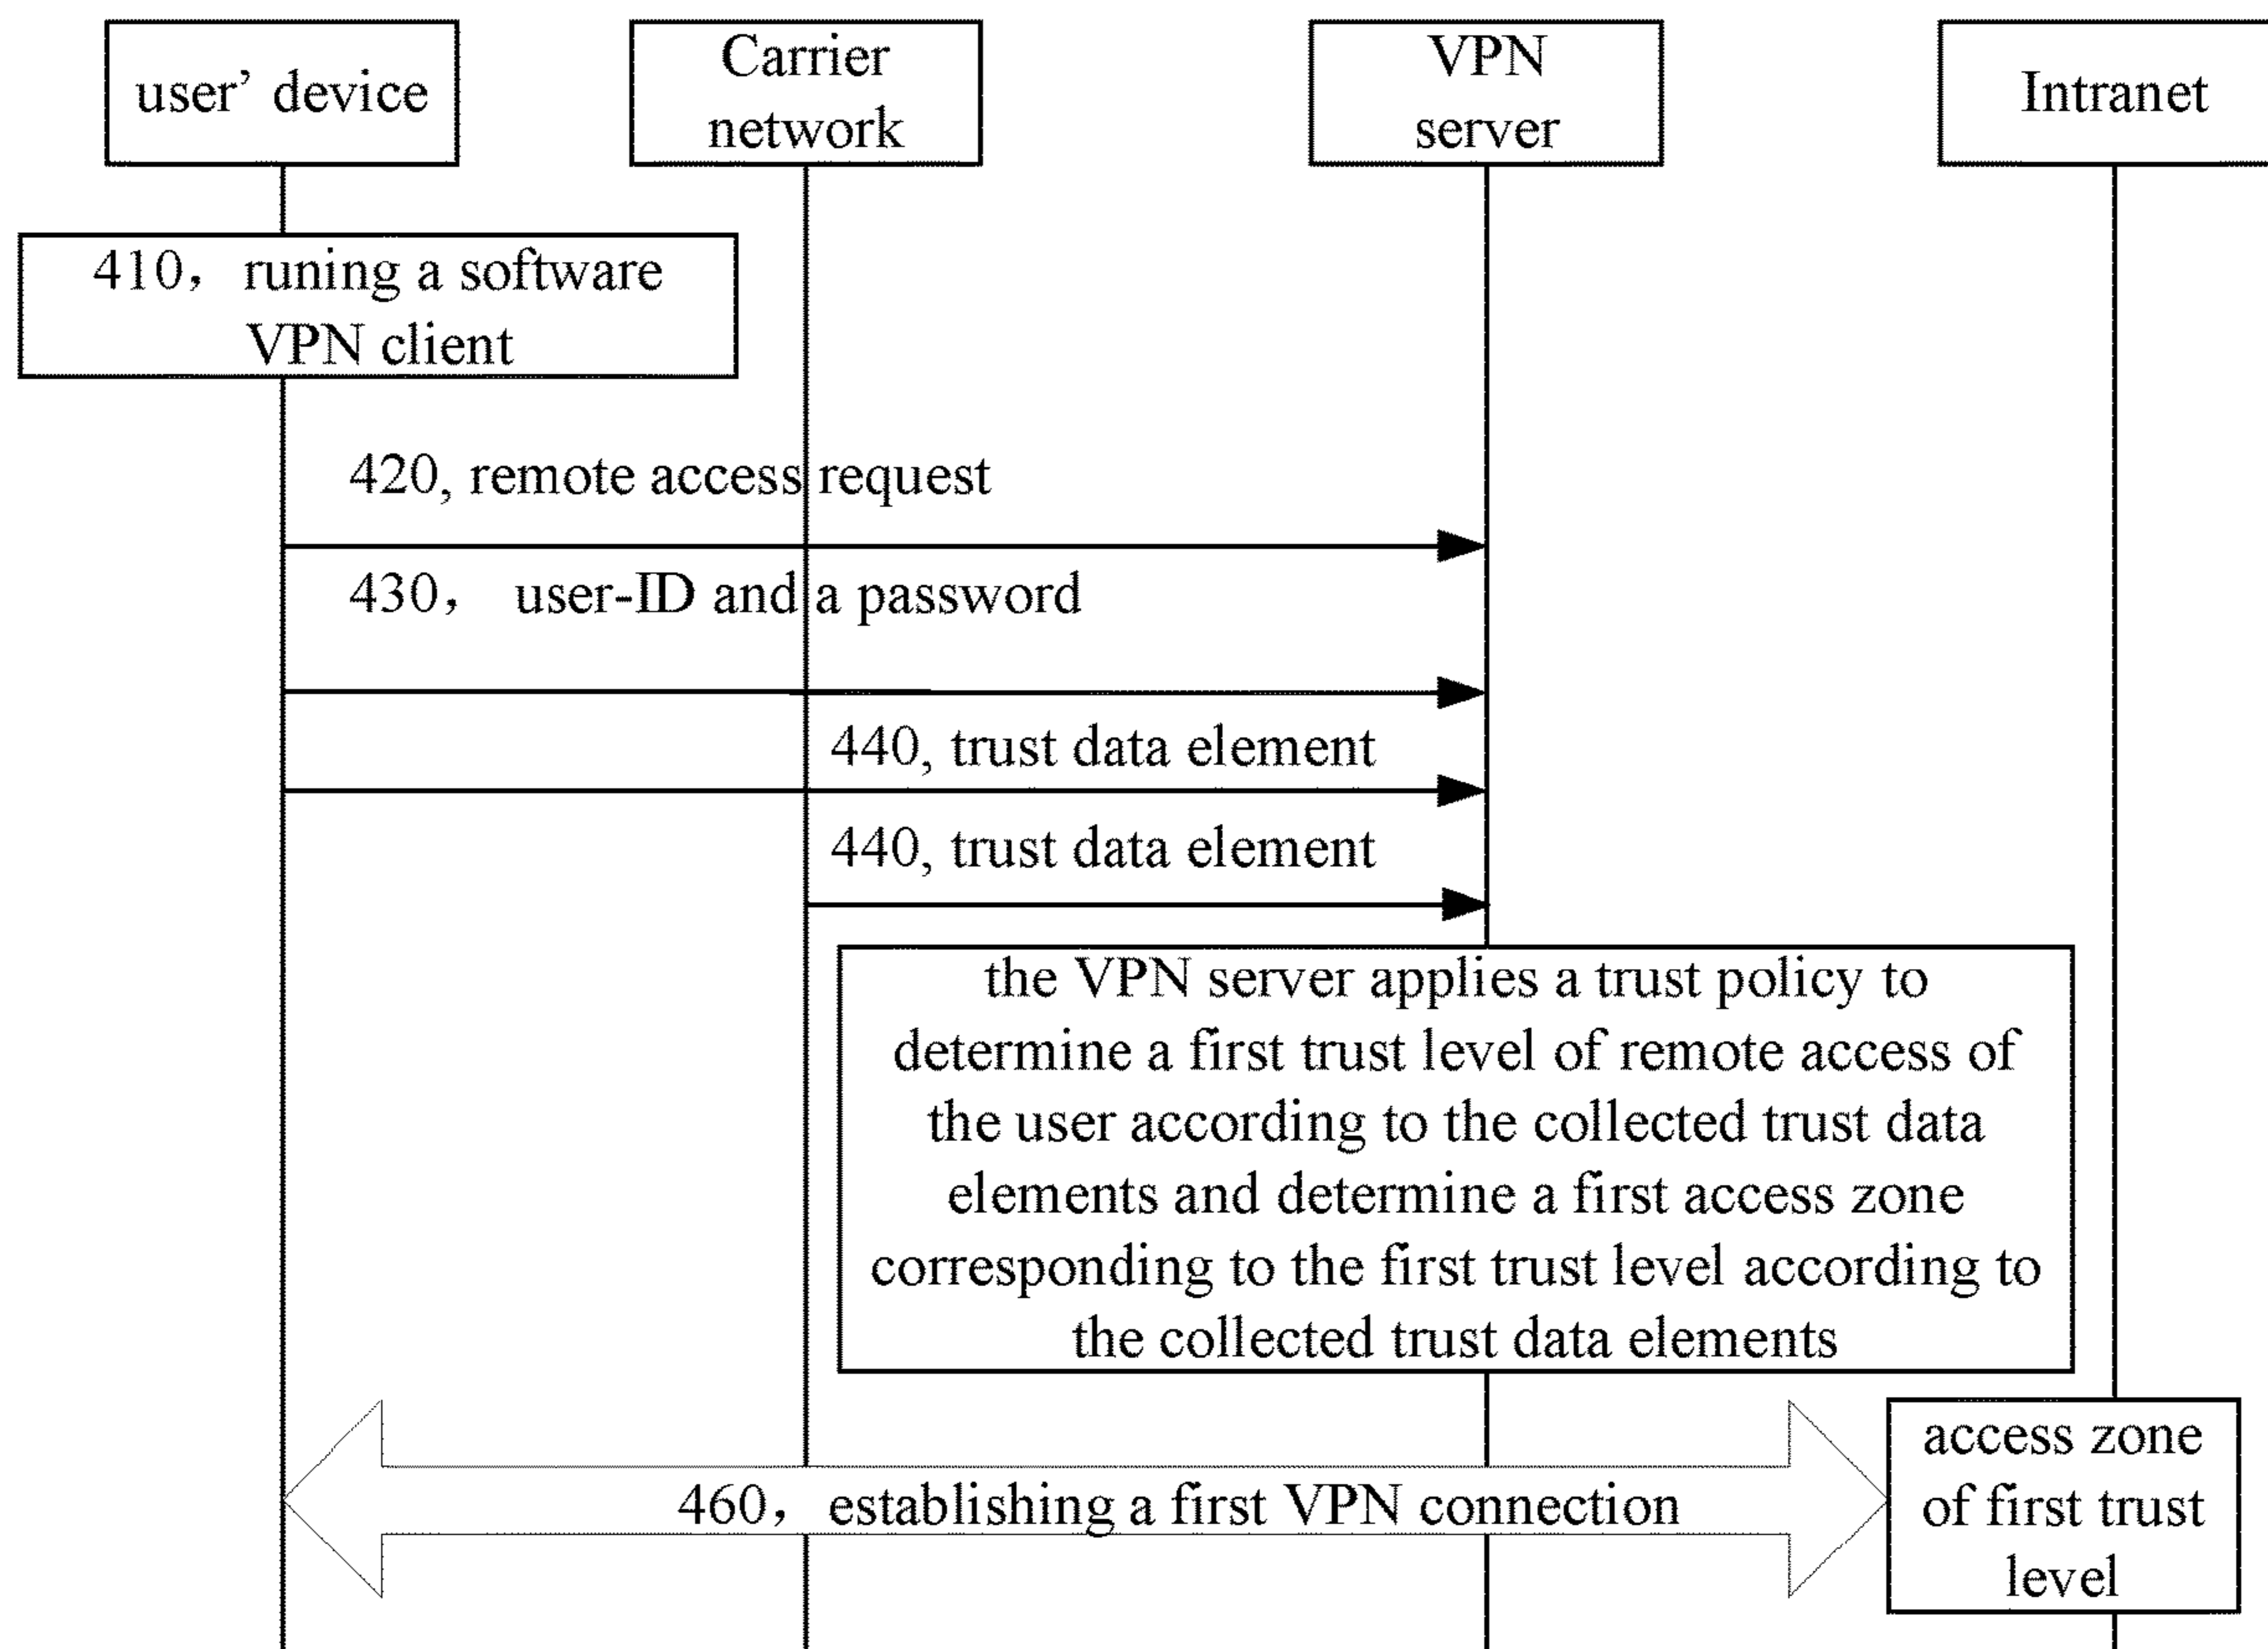 user’ device
Carrier
network
VPN
server
Intranet
410， runing a software
VPN client
420, remote access request
430， user-ID and a password
440, trust data element
440, trust data element
the VPN server applies a trust policy to
determine a first trust level of remote access of
the user according to the collected trust data
elements and determine a first access zone
corresponding to the first trust level according to
the collected trust data elements
460， establishing a first VPN connection
access zone
of first trust
level